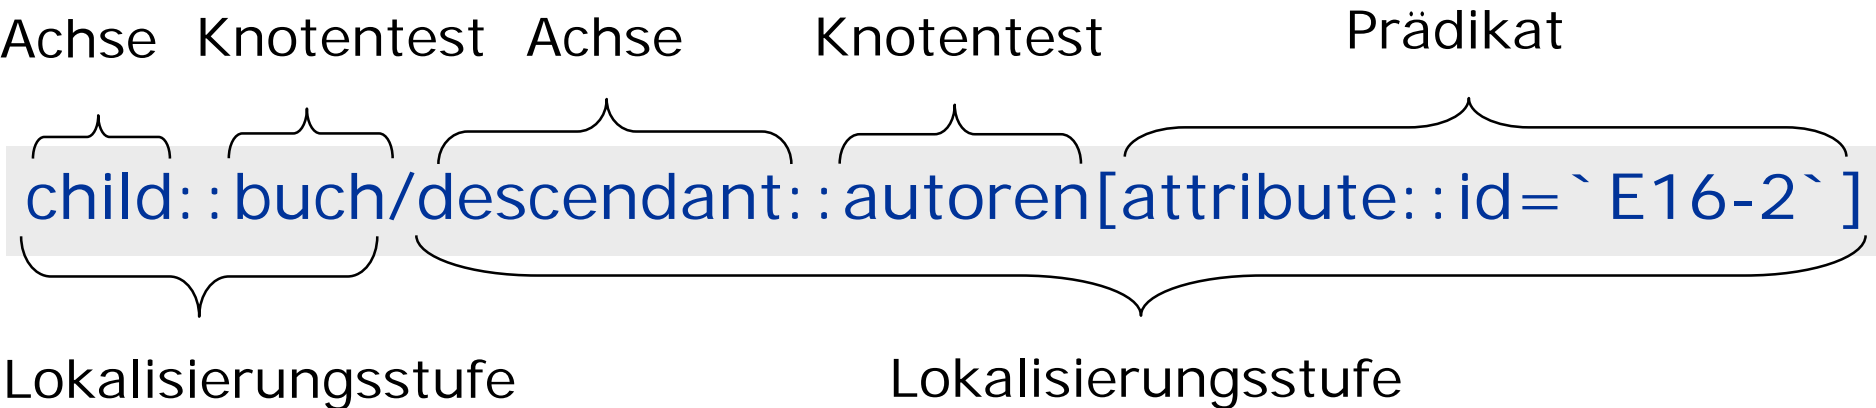 Achse Knotentest Achse Knotentest Prädikat
child::buch/descendant::autoren[attribute::id=`E16-2`]
Lokalisierungsstufe Lokalisierungsstufe